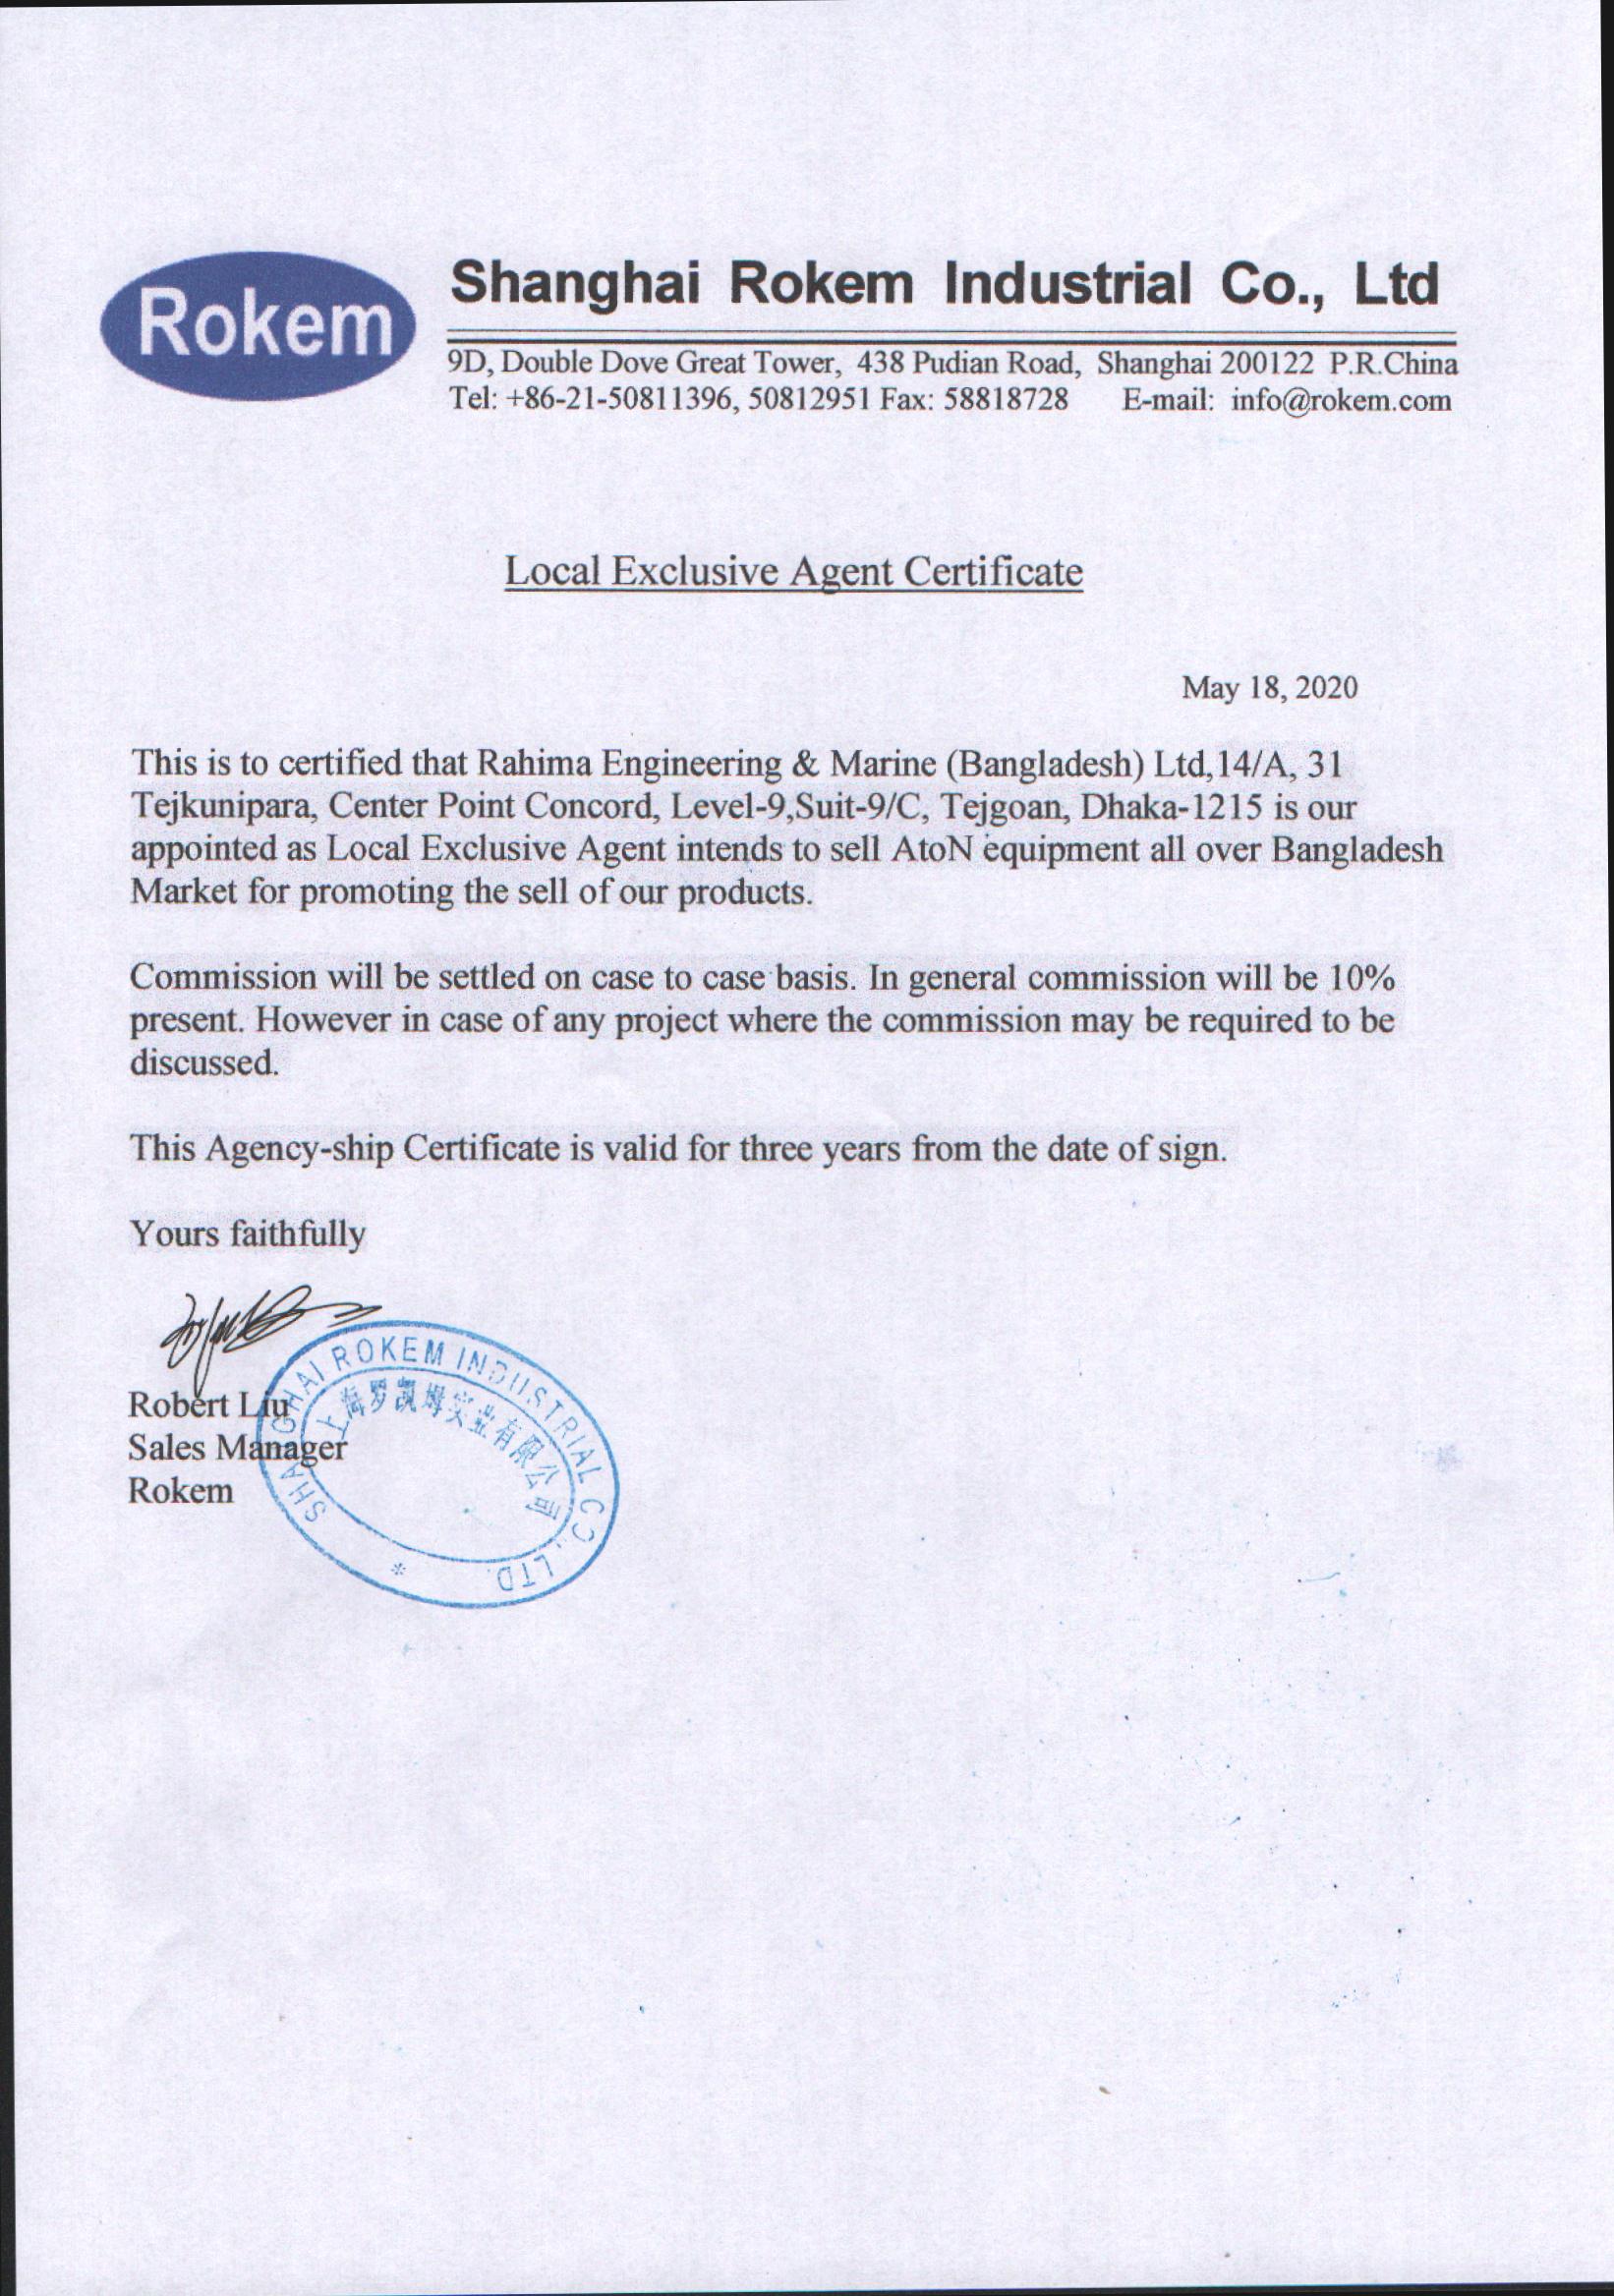 Rokem
Shanghai Rokem Industrial Co., Ltd
9D, Double Dove Great Tower, 438 Pudian Road, Shanghai 200122 P.R.China
Tel: +86-21-50811396, 50812951 Fax: 58818728 E-mail: info@rokem.com
Local Exclusive Agent Certificate
May 18, 2020
This is to certified that Rahima Engineering & Marine (Bangladesh) Ltd,14/A, 31
Tejkunipara, Center Point Concord, Level-9,Suit-9/C, Tejgoan, Dhaka-1215 is our
appointed as Local Exclusive Agent intends to sell AtoN equipment all over Bangladesh
Market for promoting the sell of our products.
Commission will be settled on case to case basis. In general commission will be 10%
present. However in case of any project where the commission may be required to be
discussed.
This Agency-ship Certificate is valid for three years from the date of sign.
Yours faithfully
Robert Liu
Sales Manager
Rokem
SHANGHAI ROKEM INDUSTRIAL CO., LTD.
上海罗凯姆实业有限公司
*